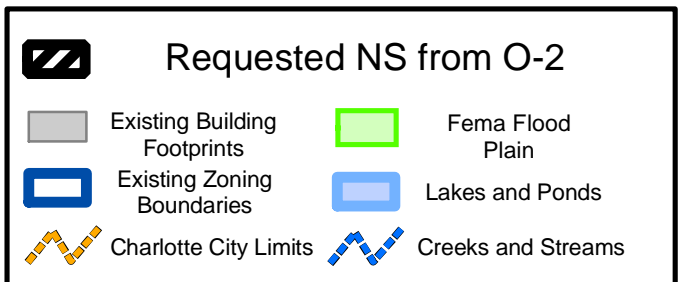 Requested NS from O-2
Existing Building
Footprints
Fema Flood
Plain
Existing Zoning
Boundaries
Lakes and Ponds
Charlotte City Limits
Creeks and Streams